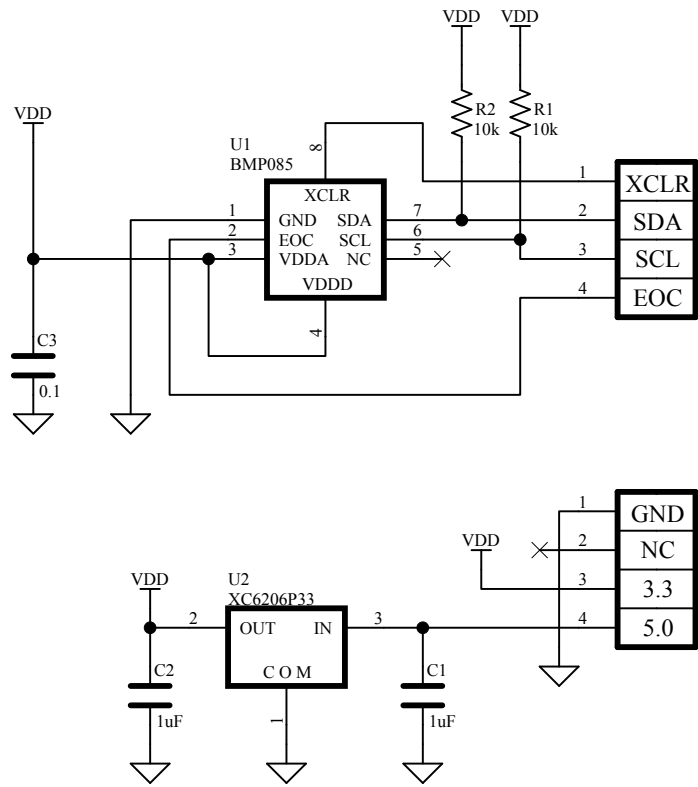 VDD VDD
VDD
R2 R1
10k 10k
U1
BMP085
8
XCLR
1 GND SDA 7
2 EOC SCL 6
3 VDDA NC 5
VDDD
4
1 XCLR
2 SDA
3 SCL
4 EOC
C3
0.1
1 GND
VDD 2 NC
3 3.3
4 5.0
VDD
U2
XC6206P33
2 OUT IN 3
COM
1
C2
1uF
C1
1uF